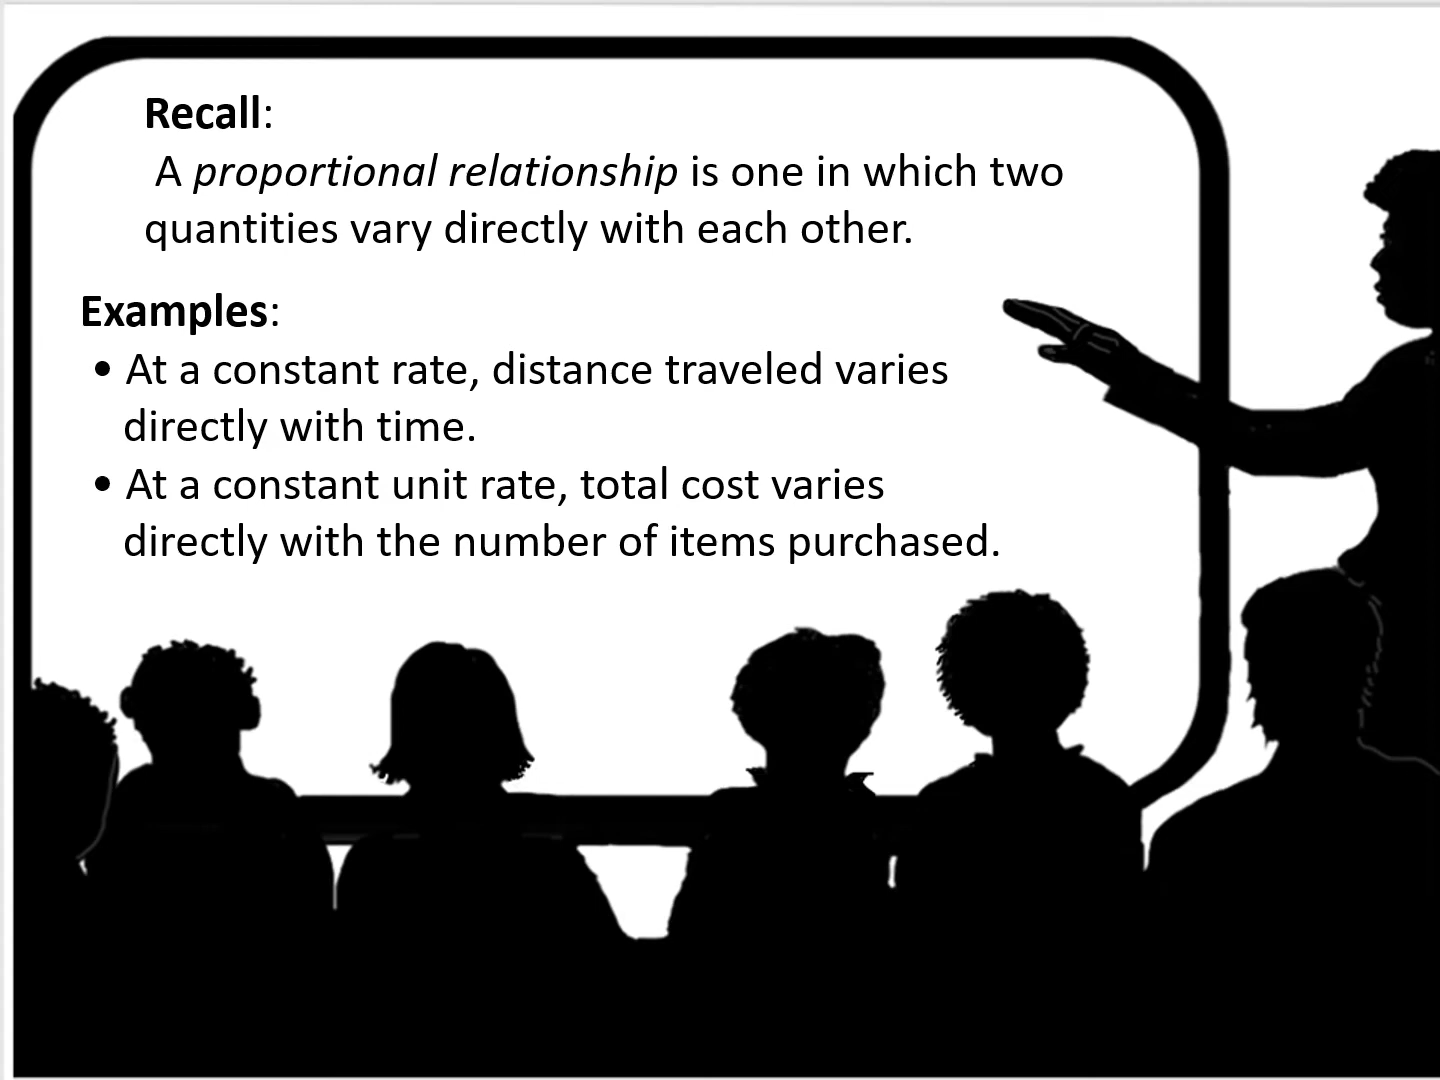 Recall:
A proportional relationship is one in which two
quantities vary directly with each other.
Examples:
• At a constant rate, distance traveled varies
directly with time.
• At a constant unit rate, total cost varies
directly with the number of items purchased.